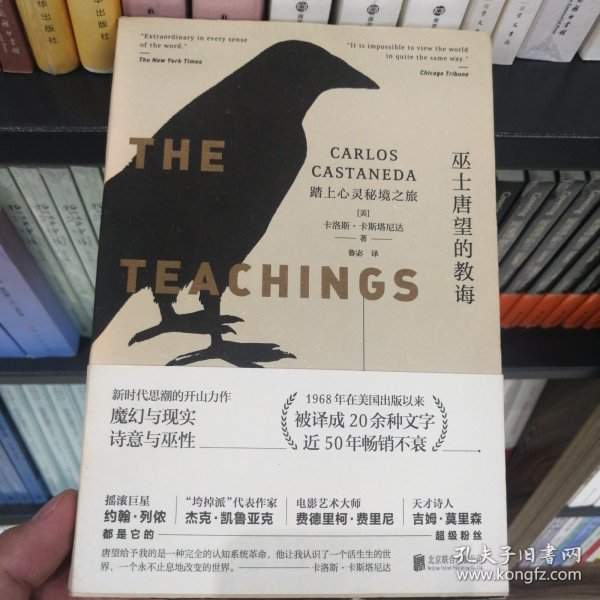 "Extraordinary in every sense
of the word."
The New York Times
"It is impossible to view the world
in quite the same way."
Chicago Tribune
THE
TEACHINGS
CARLOS
CASTANEDA
踏上心灵秘境之旅
[美]
卡洛斯·卡斯塔尼达
著
鲁宓 译
巫士唐望的教诲
新时代思潮的开山力作
魔幻与现实
诗意与巫性
1968年在美国出版以来
被译成20余种文字
近50年畅销不衰
摇滚巨星
约翰·列侬
“垮掉派”代表作家
杰克·凯鲁亚克
电影艺术大师
费德里柯·费里尼
天才诗人
吉姆·莫里森
都是它的
超级粉丝
唐望给予我的是一种完全的认知系统革命，他让我认识了一个活生生的世
界，一个永不止息地改变的世界。——卡洛斯·卡斯塔尼达
孔夫子旧书网
www.kongfz.com